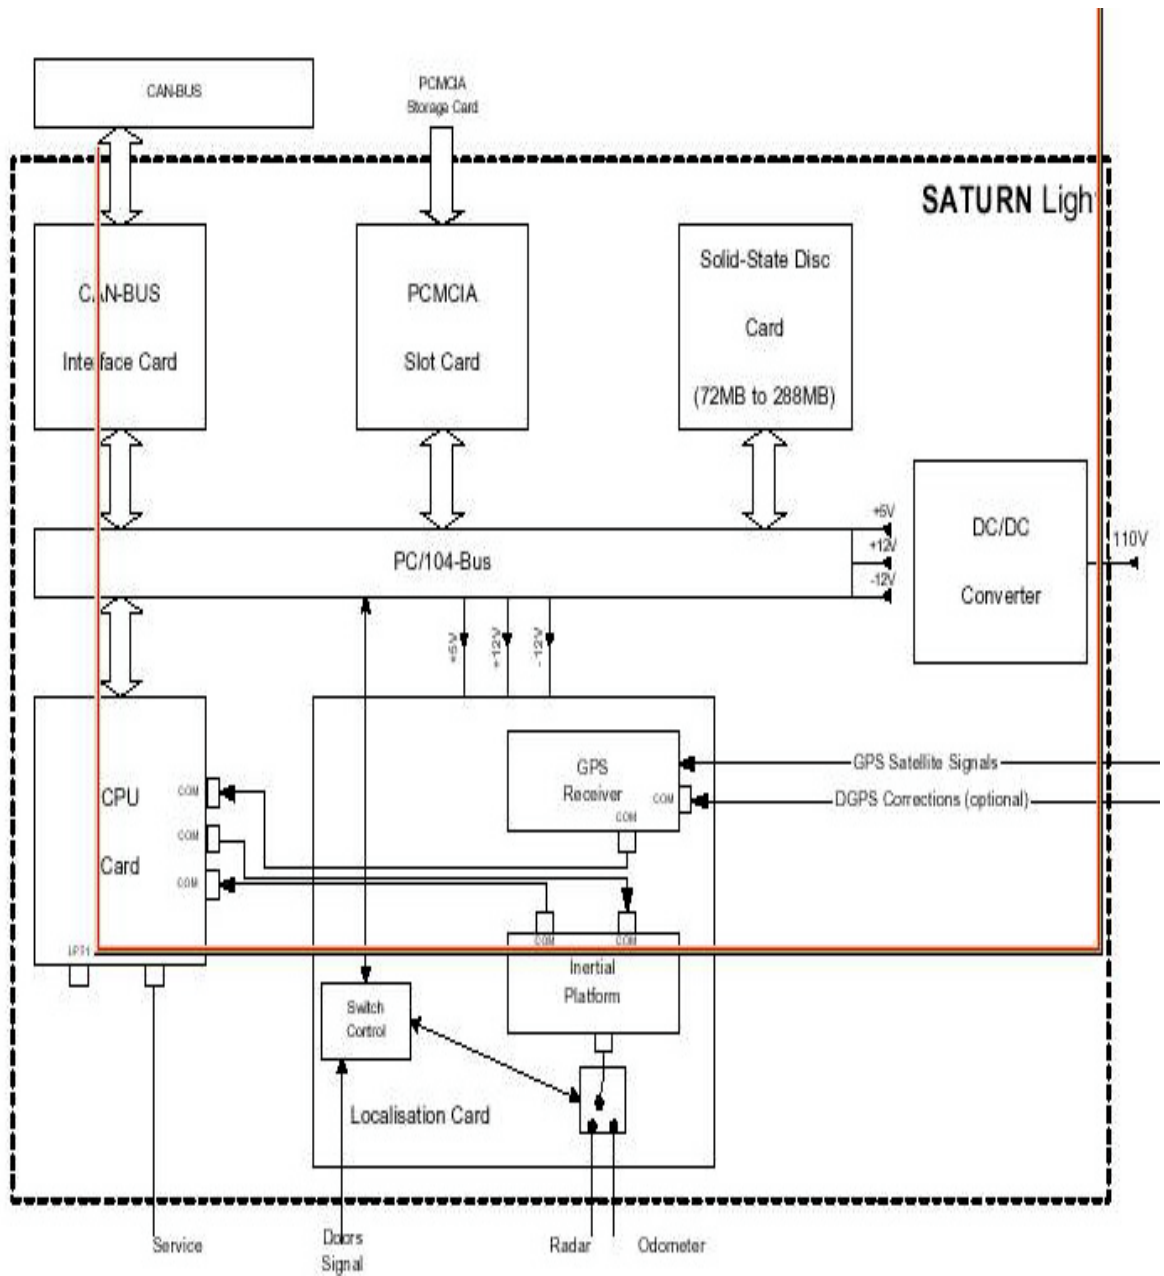 CAN-BUS
PCMCIA
Storage Card
SATURN Light
CAN-BUS
Interface Card
PCMCIA
Slot Card
Solid-State Disc
Card
(72MB to 288MB)
+5V
+12V
-12V
DC/DC
Converter
110V
PC/104-Bus
+5V
+12V
-12V
CPU
Card
COM
COM
COM
GPS
Receiver
COM
COM
GPS Satellite Signals
DGPS Corrections (optional)
COM
COM
Inertial
Platform
Switch
Control
Localisation Card
Service
Doors
Signal
Radar
Odometer